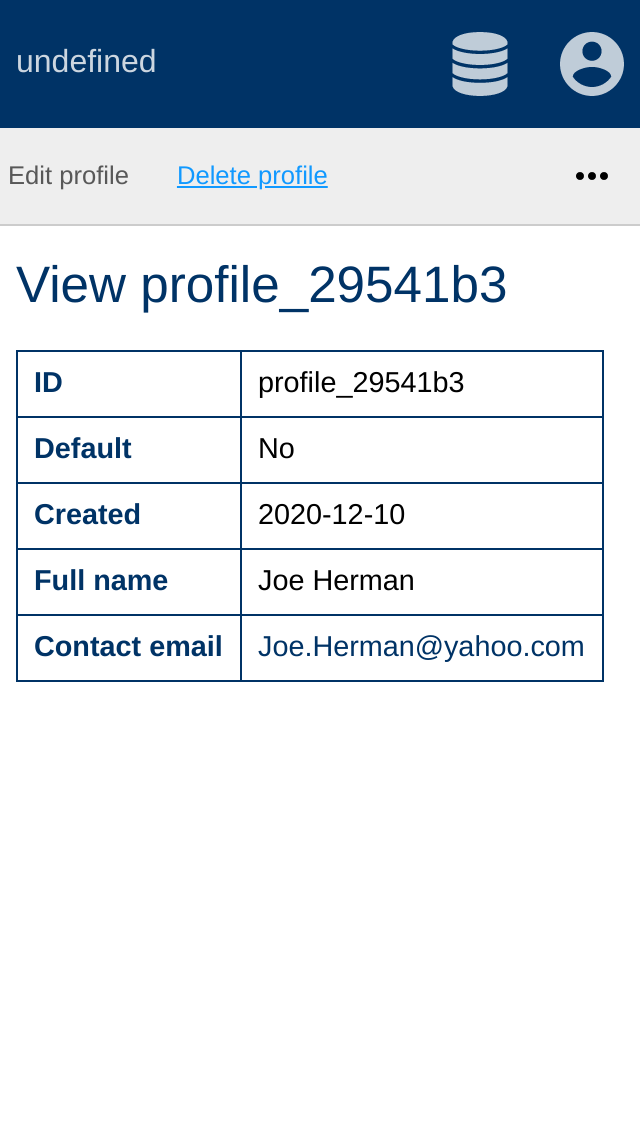 undefined
Edit profile Delete profile •••
View profile_29541b3
ID profile_29541b3
Default No
Created 2020-12-10
Full name Joe Herman
Contact email Joe.Herman@yahoo.com